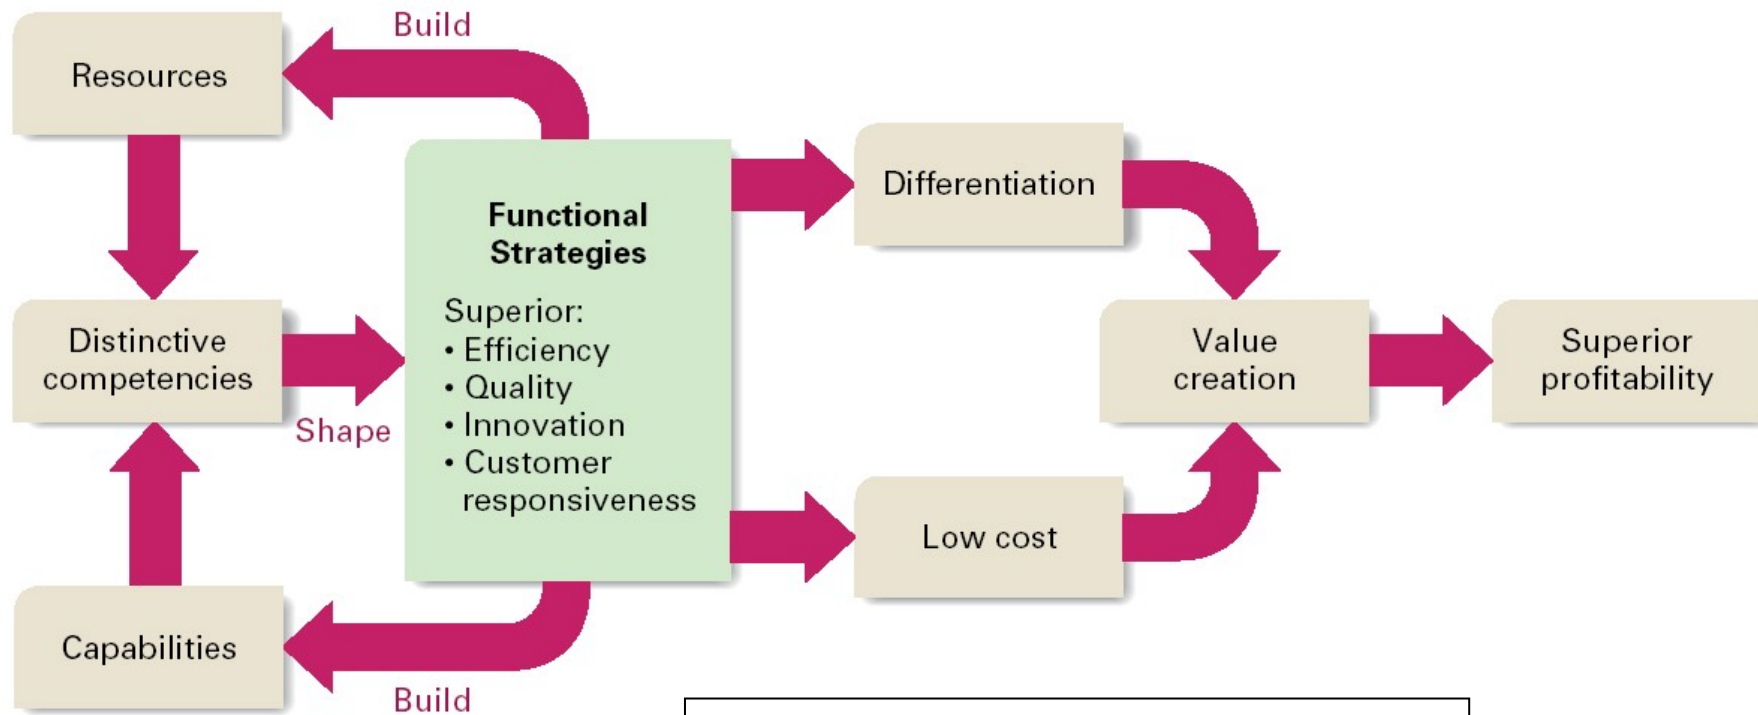 Build
Resources
Differentiation
Functional
Strategies
Superior:
• Efficiency
• Quality
• Innovation
• Customer
responsiveness
Distinctive
competencies
Shape
Value
creation
Superior
profitability
Low cost
Capabilities
Build